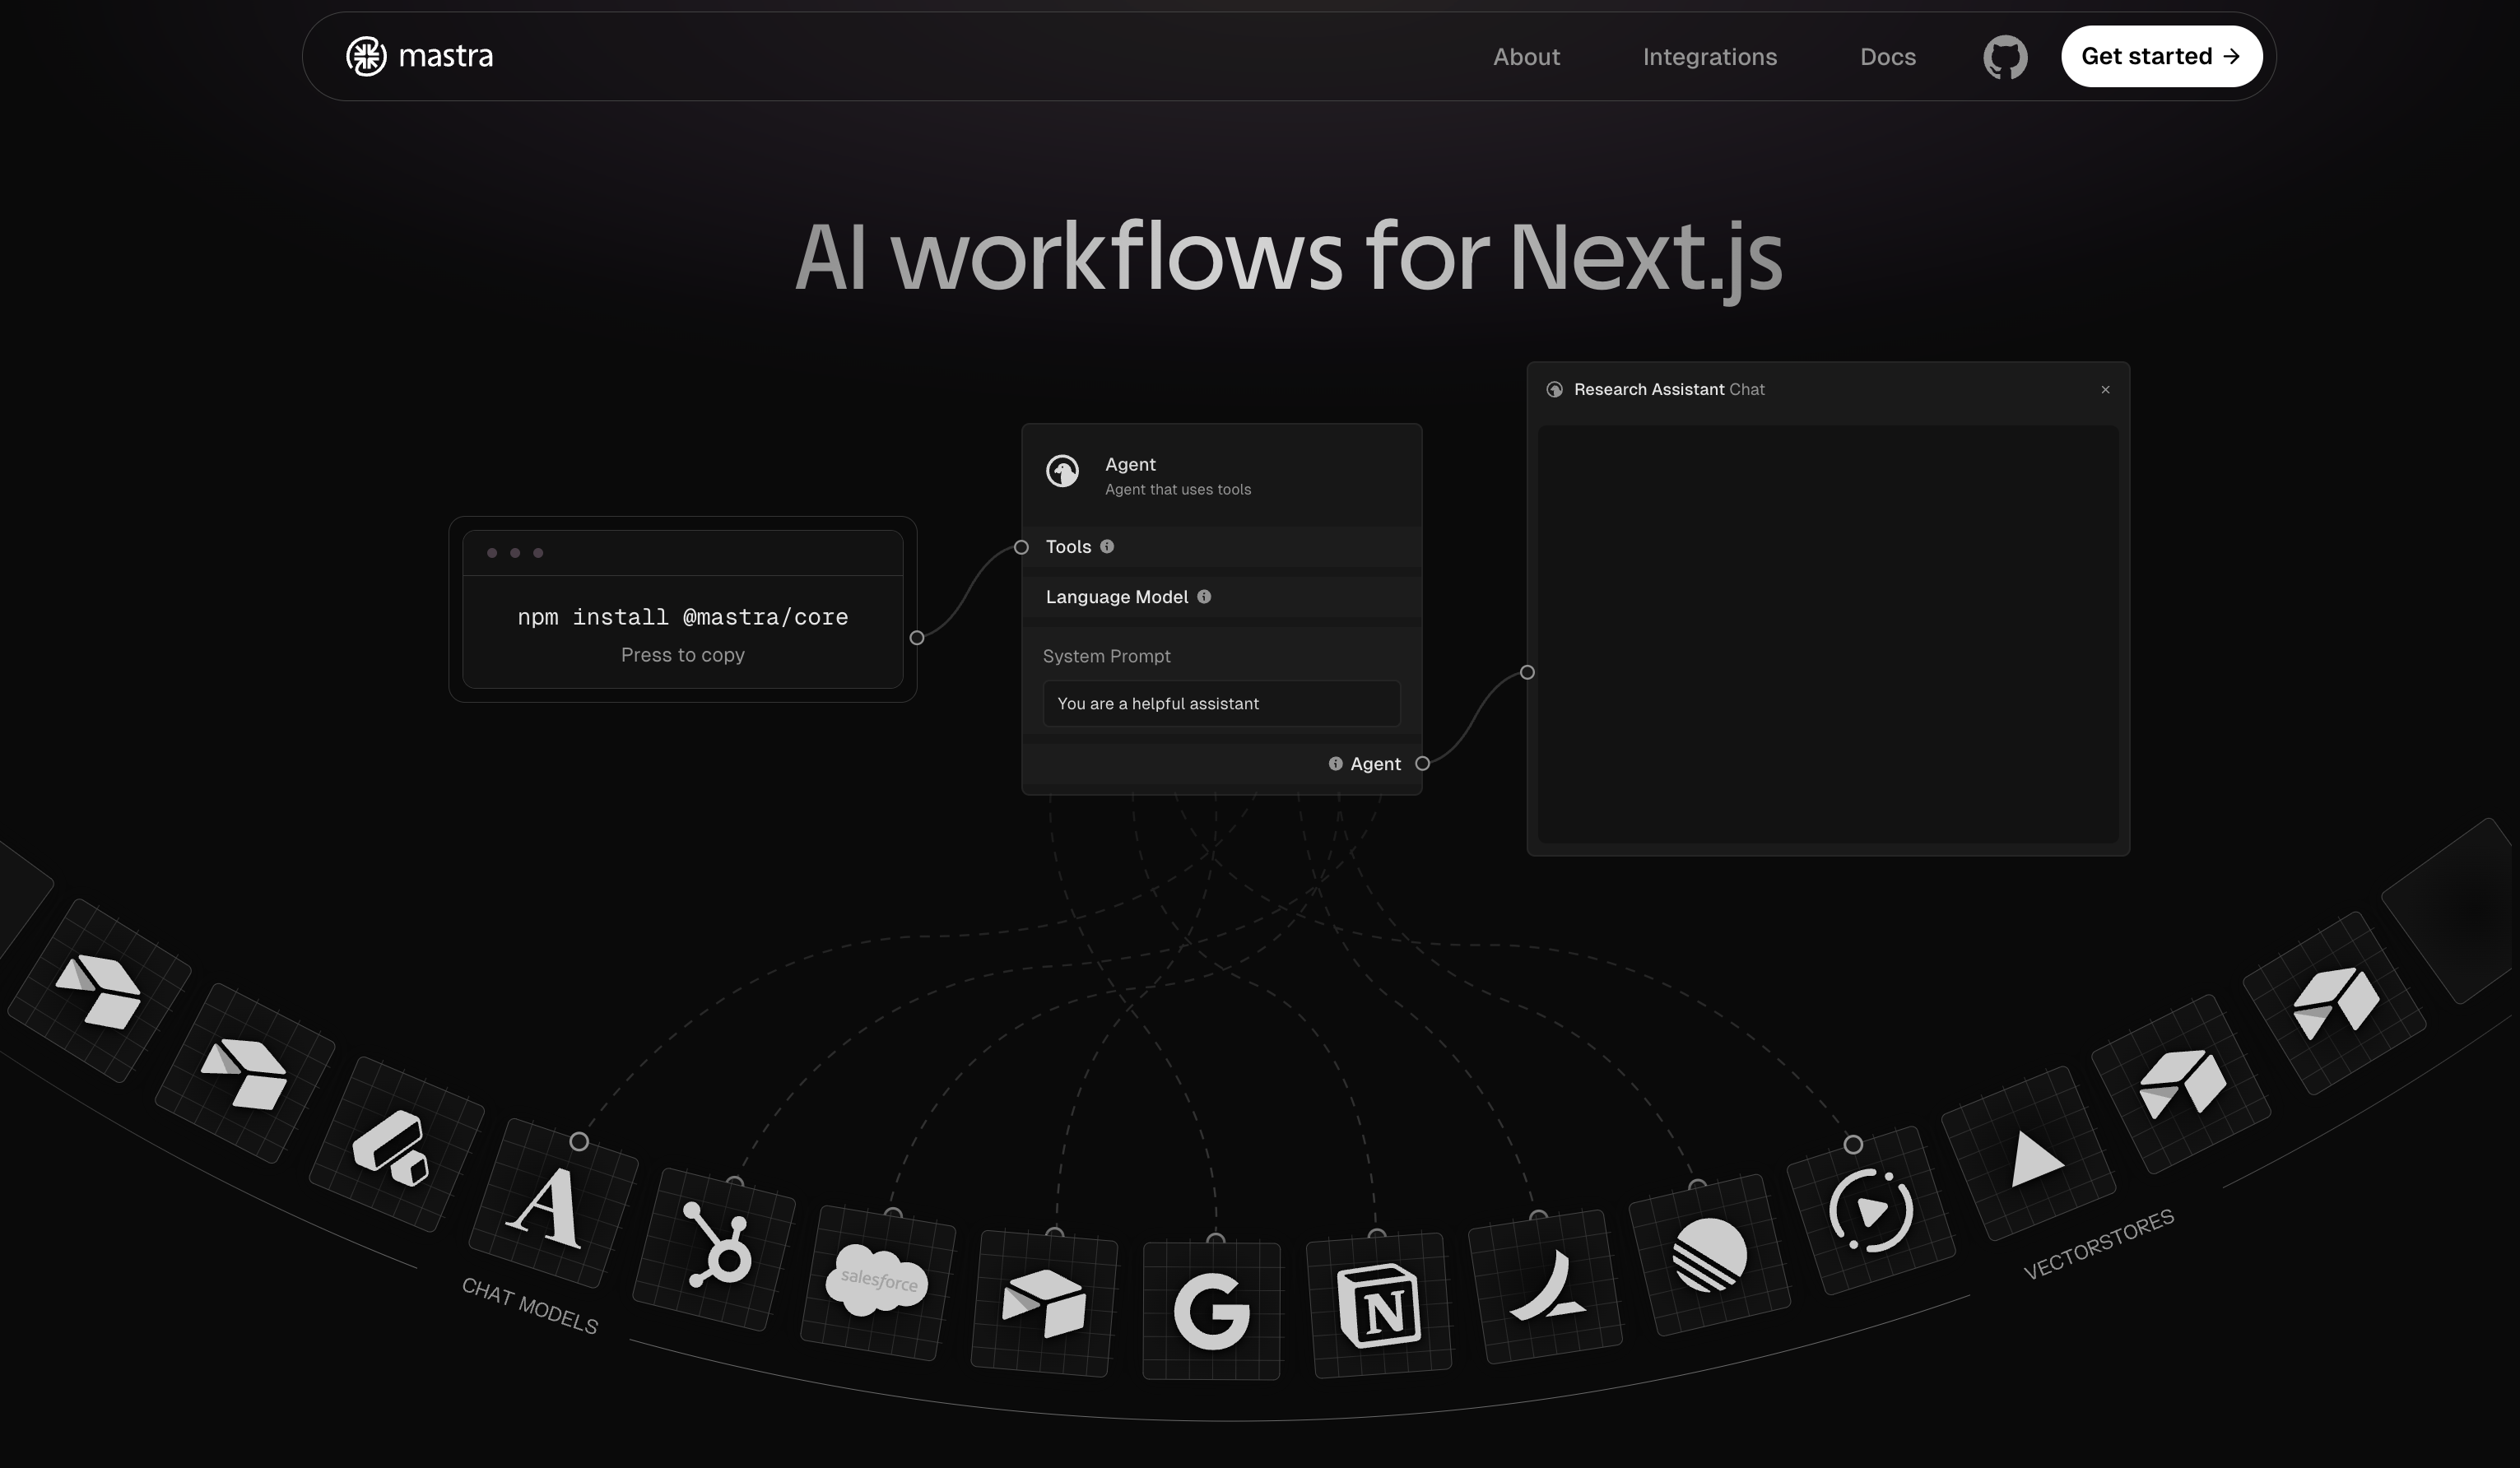 mastra
About
Integrations
Docs
Get started →
AI workflows for Next.js
Research Assistant Chat
×
Agent
Agent that uses tools
Tools
npm install @mastra/core
Press to copy
Language Model
System Prompt
You are a helpful assistant
Agent
A
salesforce
G
N
CHAT MODELS
VECTORSTORES